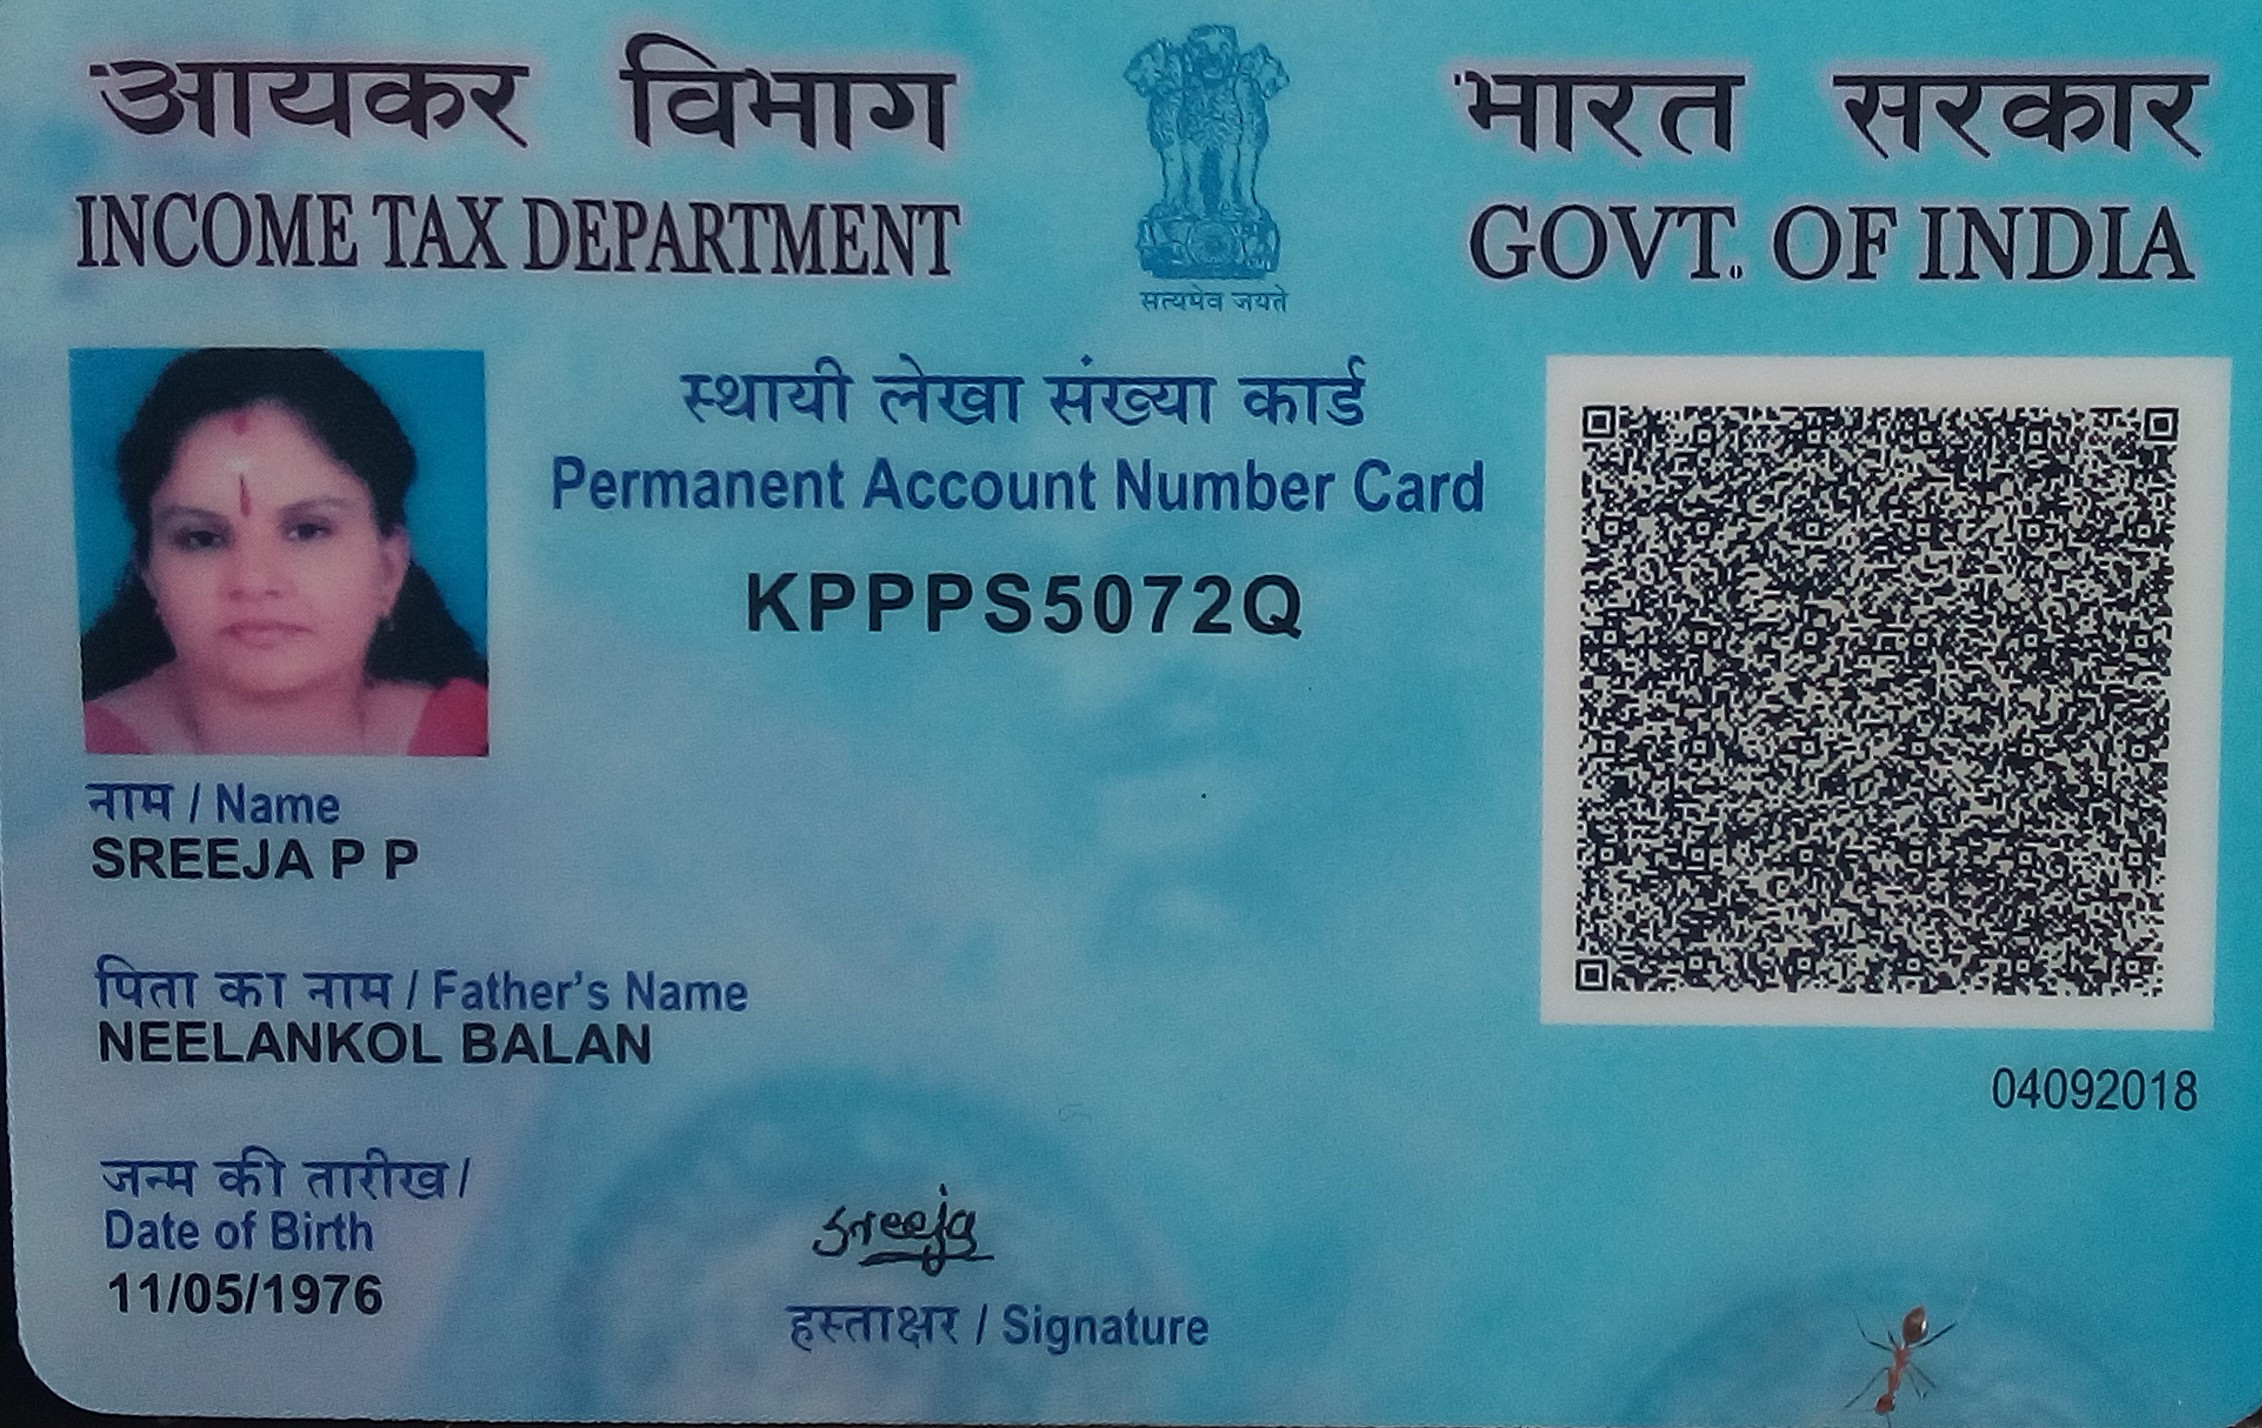 आयकर विभाग
INCOME TAX DEPARTMENT
सत्यमेव जयते
भारत सरकार
GOVT. OF INDIA
स्थायी लेखा संख्या कार्ड
Permanent Account Number Card
KPPPS5072Q
नाम / Name
SREEJA P P
पिता का नाम / Father's Name
NEELANKOL BALAN
04092018
जन्म की तारीख /
Date of Birth
11/05/1976
Sreeja
हस्ताक्षर / Signature